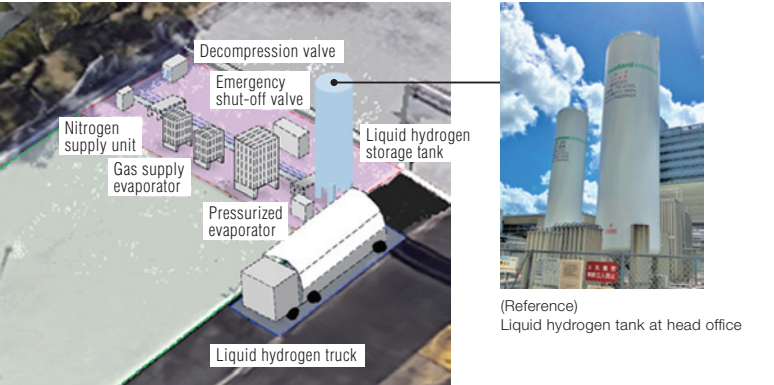 Decompression valve
Emergency
shut-off valve
Nitrogen
supply unit
Gas supply
evaporator
Pressurized
evaporator
Liquid hydrogen
storage tank
Liquid hydrogen truck
(Reference)
Liquid hydrogen tank at head office